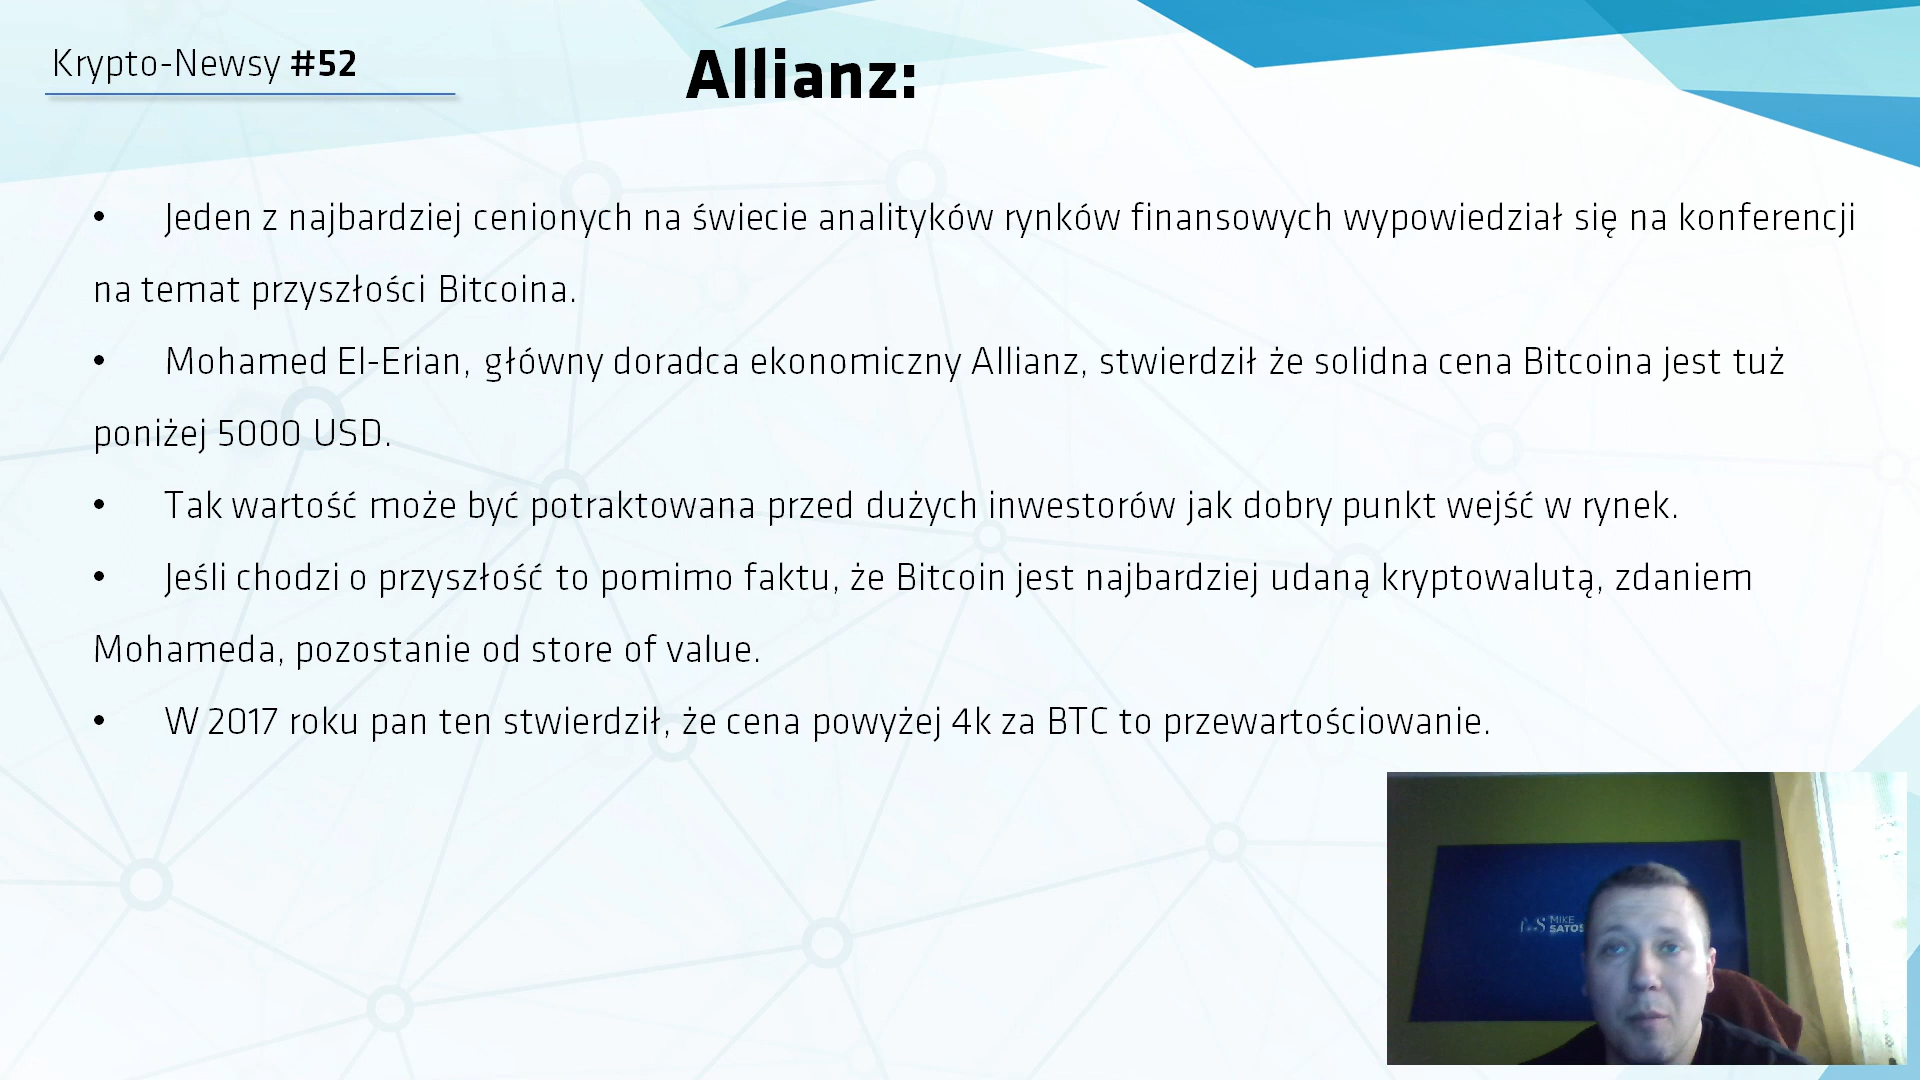 Krypto-Newsy #52
Allianz:
• Jeden z najbardziej cenionych na świecie analityków rynków finansowych wypowiedział się na konferencji
na temat przyszłości Bitcoina.
• Mohamed El-Erian, główny doradca ekonomiczny Allianz, stwierdził że solidna cena Bitcoina jest tuż
poniżej 5000 USD.
• Tak wartość może być potraktowana przed dużych inwestorów jak dobry punkt wejść w rynek.
• Jeśli chodzi o przyszłość to pomimo faktu, że Bitcoin jest najbardziej udaną kryptowalutą, zdaniem
Mohameda, pozostanie od store of value.
• W 2017 roku pan ten stwierdził, że cena powyżej 4k za BTC to przewartościowanie.
MIKE